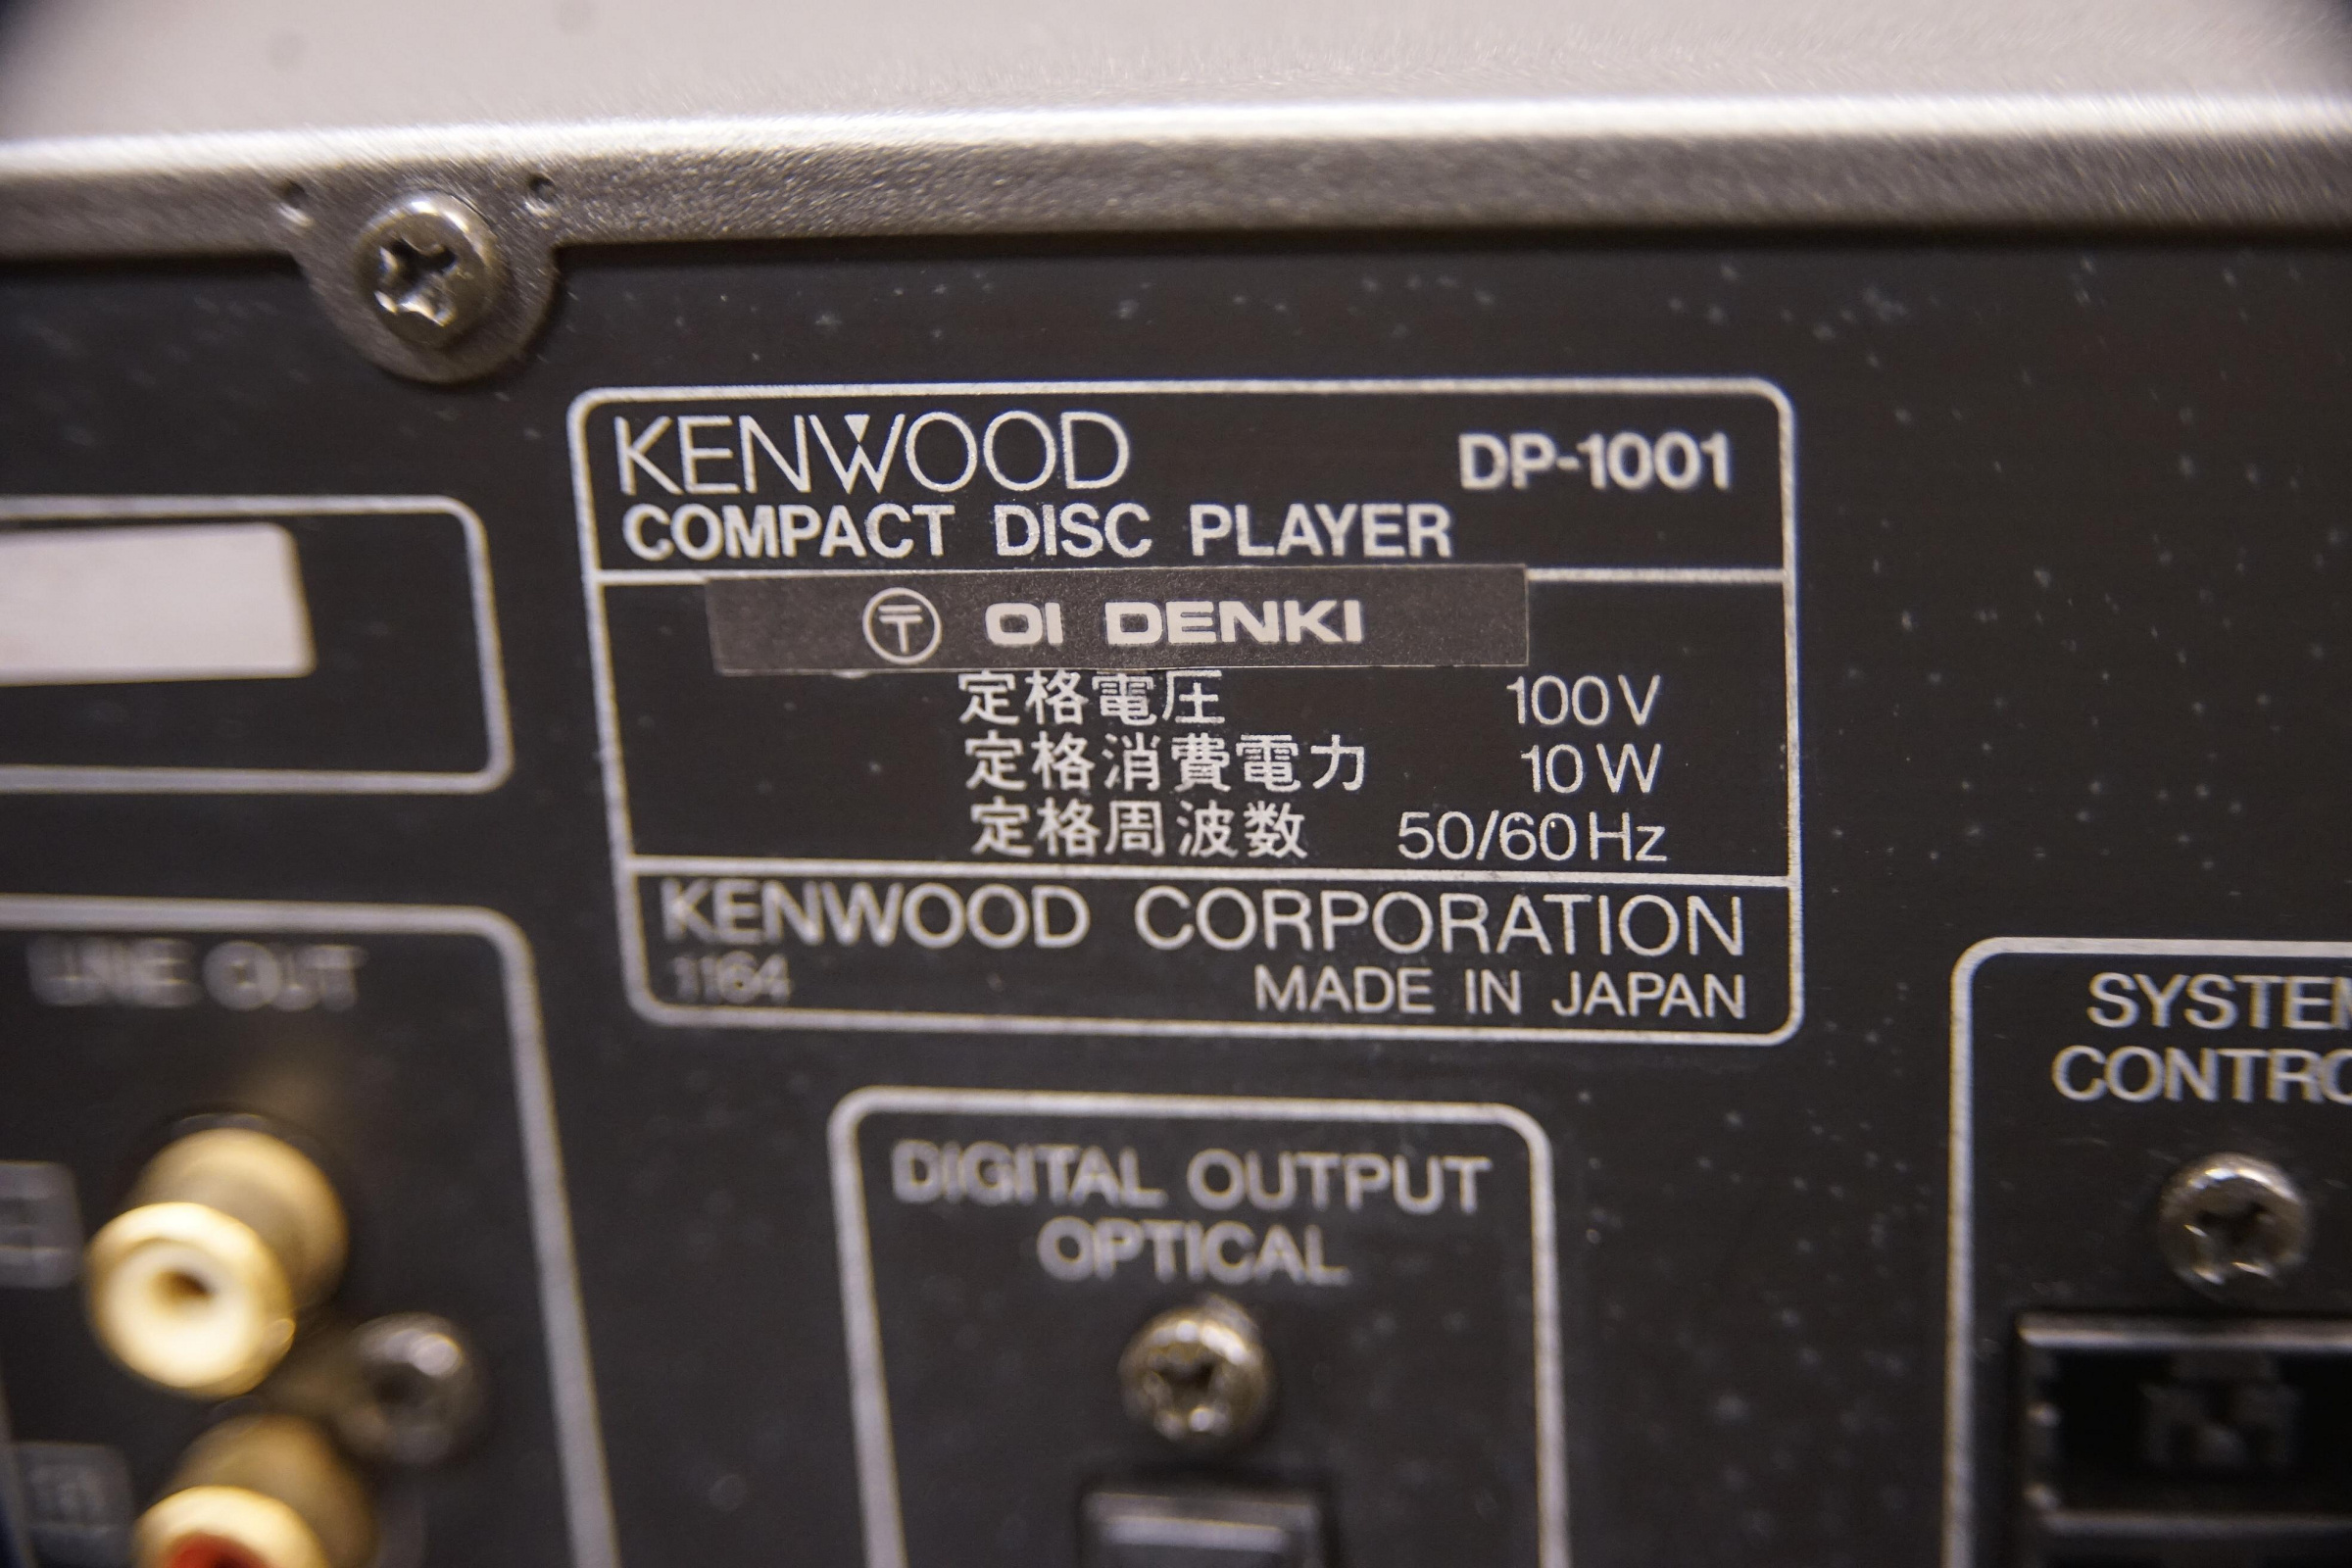 KENWOOD DP-1001
COMPACT DISC PLAYER
〒 OI DENKI
定格電圧 100V
定格消費電力 10W
定格周波数 50/60Hz
KENWOOD CORPORATION
1164 MADE IN JAPAN
LINE OUT
DIGITAL OUTPUT
OPTICAL
SYSTEM
CONTRO